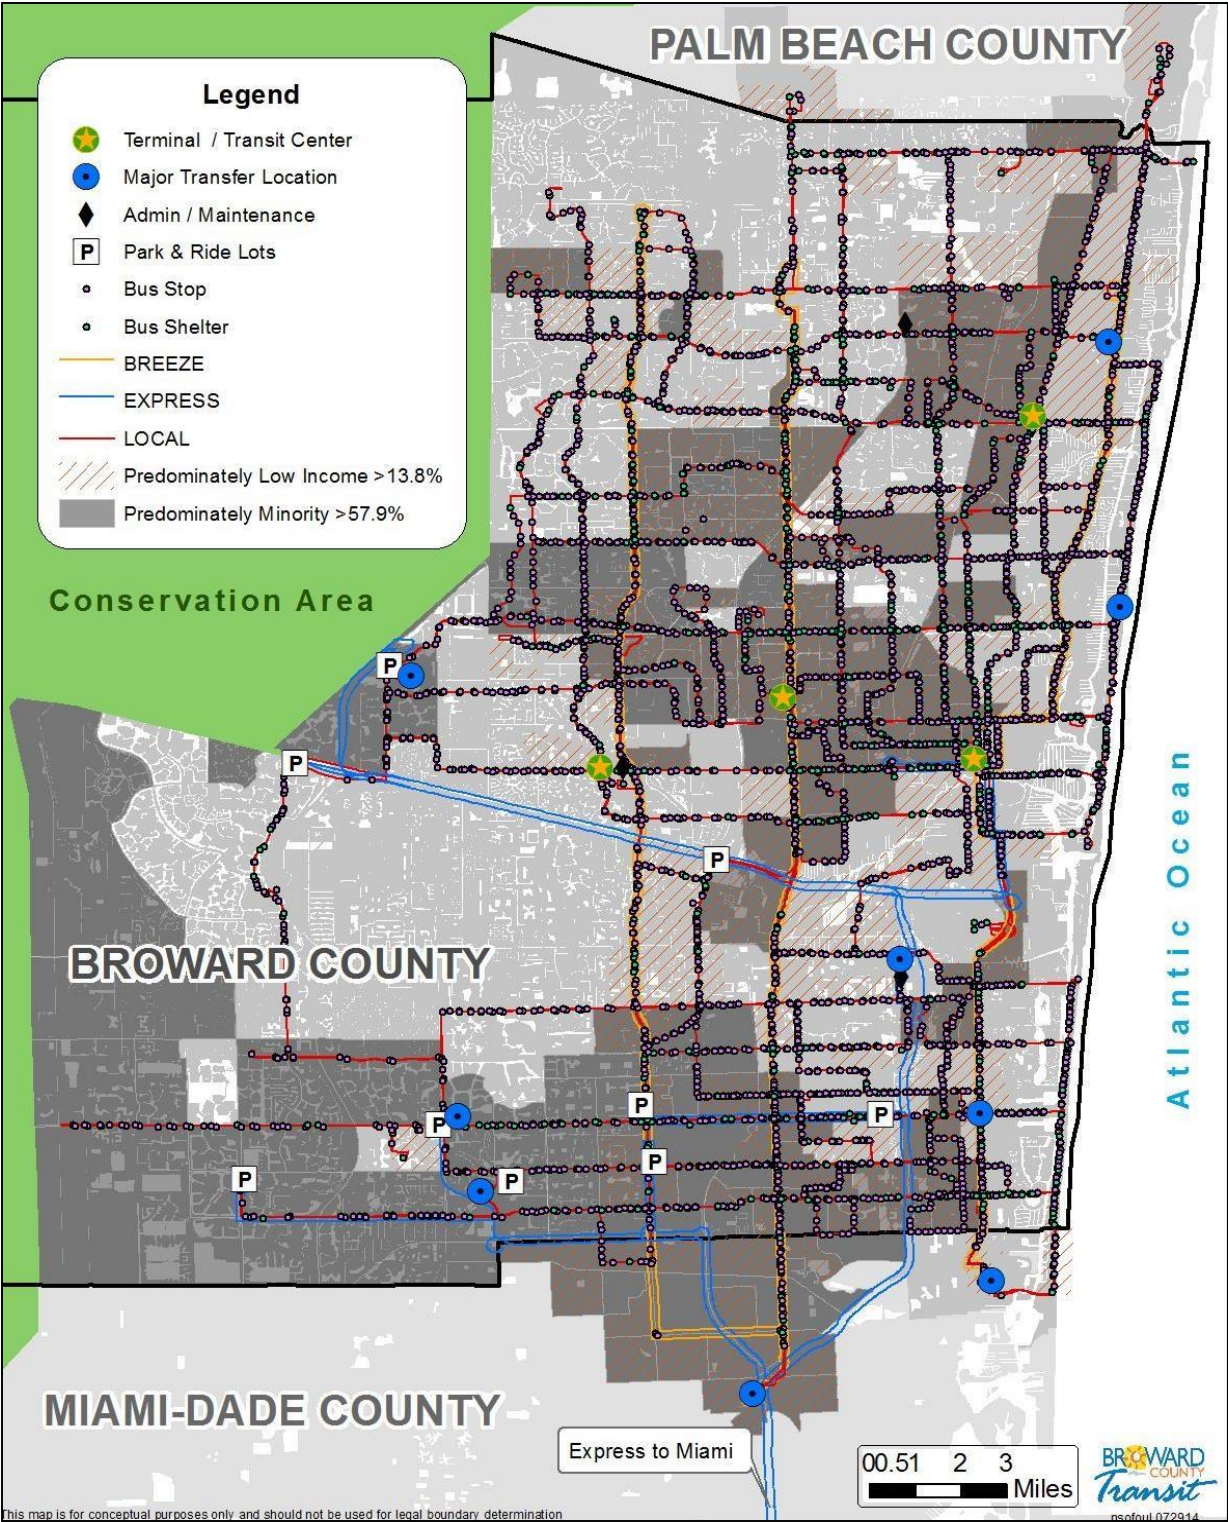 PALM BEACH COUNTY
Legend
Terminal / Transit Center
Major Transfer Location
Admin / Maintenance
P Park & Ride Lots
Bus Stop
Bus Shelter
BREEZE
EXPRESS
LOCAL
Predominately Low Income >13.8%
Predominately Minority >57.9%
Conservation Area
P
P
P
Atlantic Ocean
BROWARD COUNTY
P
P
P
P
P
P
MIAMI-DADE COUNTY
Express to Miami
00.51 2 3
Miles
BROWARD
COUNTY
Transit
This map is for conceptual purposes only and should not be used for legal boundary determination
nsofoul 072914